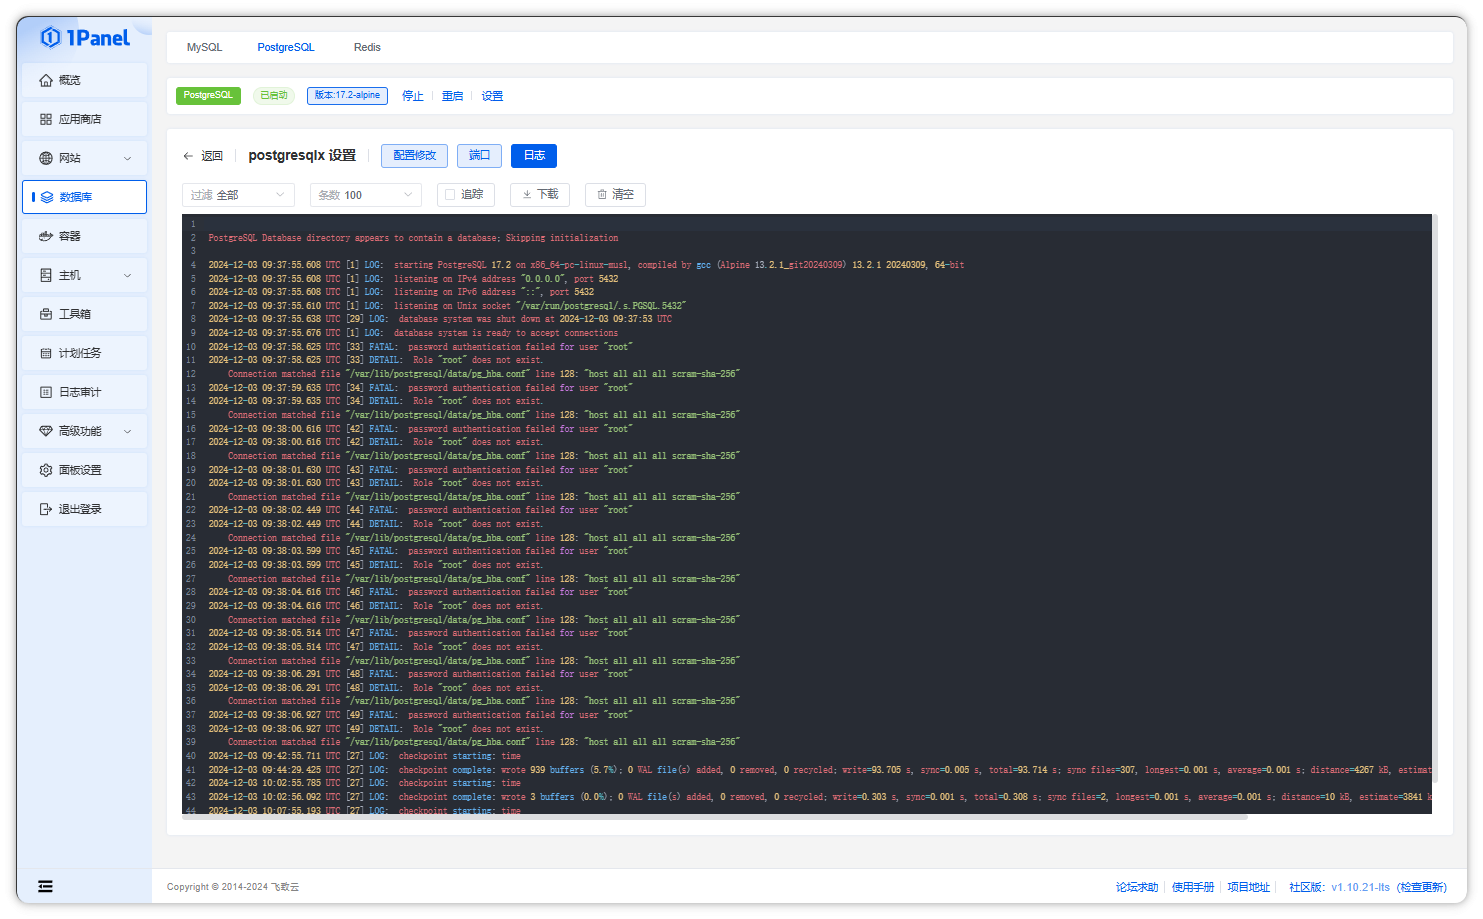 1Panel
MySQL
PostgreSQL
Redis
概览
应用商店
网站
数据库
容器
主机
工具箱
计划任务
日志审计
高级功能
面板设置
退出登录
PostgreSQL 已启动 版本:17.2-alpine 停止 重启 设置
返回 postgresqlx 设置 配置修改 端口 日志
过滤 全部 条数 100 追踪 下载 清空
1
2 PostgreSQL Database directory appears to contain a database; Skipping initialization
3
4 2024-12-03 09:37:55.608 UTC [1] LOG: starting PostgreSQL 17.2 on x86_64-pc-linux-musl, compiled by gcc (Alpine 13.2.1_git20240309) 13.2.1 20240309, 64-bit
5 2024-12-03 09:37:55.608 UTC [1] LOG: listening on IPv4 address "0.0.0.0", port 5432
6 2024-12-03 09:37:55.608 UTC [1] LOG: listening on IPv6 address "::", port 5432
7 2024-12-03 09:37:55.610 UTC [1] LOG: listening on Unix socket "/var/run/postgresql/.s.PGSQL.5432"
8 2024-12-03 09:37:55.638 UTC [29] LOG: database system was shut down at 2024-12-03 09:37:53 UTC
9 2024-12-03 09:37:55.676 UTC [1] LOG: database system is ready to accept connections
10 2024-12-03 09:37:58.625 UTC [33] FATAL: password authentication failed for user "root"
11 2024-12-03 09:37:58.625 UTC [33] DETAIL: Role "root" does not exist.
12 Connection matched file "/var/lib/postgresql/data/pg_hba.conf" line 128: "host all all all scram-sha-256"
13 2024-12-03 09:37:59.635 UTC [34] FATAL: password authentication failed for user "root"
14 2024-12-03 09:37:59.635 UTC [34] DETAIL: Role "root" does not exist.
15 Connection matched file "/var/lib/postgresql/data/pg_hba.conf" line 128: "host all all all scram-sha-256"
16 2024-12-03 09:38:00.616 UTC [42] FATAL: password authentication failed for user "root"
17 2024-12-03 09:38:00.616 UTC [42] DETAIL: Role "root" does not exist.
18 Connection matched file "/var/lib/postgresql/data/pg_hba.conf" line 128: "host all all all scram-sha-256"
19 2024-12-03 09:38:01.630 UTC [43] FATAL: password authentication failed for user "root"
20 2024-12-03 09:38:01.630 UTC [43] DETAIL: Role "root" does not exist.
21 Connection matched file "/var/lib/postgresql/data/pg_hba.conf" line 128: "host all all all scram-sha-256"
22 2024-12-03 09:38:02.449 UTC [44] FATAL: password authentication failed for user "root"
23 2024-12-03 09:38:02.449 UTC [44] DETAIL: Role "root" does not exist.
24 Connection matched file "/var/lib/postgresql/data/pg_hba.conf" line 128: "host all all all scram-sha-256"
25 2024-12-03 09:38:03.599 UTC [45] FATAL: password authentication failed for user "root"
26 2024-12-03 09:38:03.599 UTC [45] DETAIL: Role "root" does not exist.
27 Connection matched file "/var/lib/postgresql/data/pg_hba.conf" line 128: "host all all all scram-sha-256"
28 2024-12-03 09:38:04.616 UTC [46] FATAL: password authentication failed for user "root"
29 2024-12-03 09:38:04.616 UTC [46] DETAIL: Role "root" does not exist.
30 Connection matched file "/var/lib/postgresql/data/pg_hba.conf" line 128: "host all all all scram-sha-256"
31 2024-12-03 09:38:05.514 UTC [47] FATAL: password authentication failed for user "root"
32 2024-12-03 09:38:05.514 UTC [47] DETAIL: Role "root" does not exist.
33 Connection matched file "/var/lib/postgresql/data/pg_hba.conf" line 128: "host all all all scram-sha-256"
34 2024-12-03 09:38:06.291 UTC [48] FATAL: password authentication failed for user "root"
35 2024-12-03 09:38:06.291 UTC [48] DETAIL: Role "root" does not exist.
36 Connection matched file "/var/lib/postgresql/data/pg_hba.conf" line 128: "host all all all scram-sha-256"
37 2024-12-03 09:38:06.927 UTC [49] FATAL: password authentication failed for user "root"
38 2024-12-03 09:38:06.927 UTC [49] DETAIL: Role "root" does not exist.
39 Connection matched file "/var/lib/postgresql/data/pg_hba.conf" line 128: "host all all all scram-sha-256"
40 2024-12-03 09:42:55.711 UTC [27] LOG: checkpoint starting: time
41 2024-12-03 09:44:29.425 UTC [27] LOG: checkpoint complete: wrote 939 buffers (5.7%); 0 WAL file(s) added, 0 removed, 0 recycled; write=93.705 s, sync=0.005 s, total=93.714 s; sync files=307, longest=0.001 s, average=0.001 s; distance=4267 kB, estimat
42 2024-12-03 10:02:55.785 UTC [27] LOG: checkpoint starting: time
43 2024-12-03 10:02:56.092 UTC [27] LOG: checkpoint complete: wrote 3 buffers (0.0%); 0 WAL file(s) added, 0 removed, 0 recycled; write=0.303 s, sync=0.001 s, total=0.308 s; sync files=2, longest=0.001 s, average=0.001 s; distance=10 kB, estimate=3841 k
44 2024-12-03 10:07:55.193 UTC [27] LOG: checkpoint starting: time
Copyright © 2014-2024 飞致云
论坛求助 使用手册 项目地址 社区版: v1.10.21-lts (检查更新)